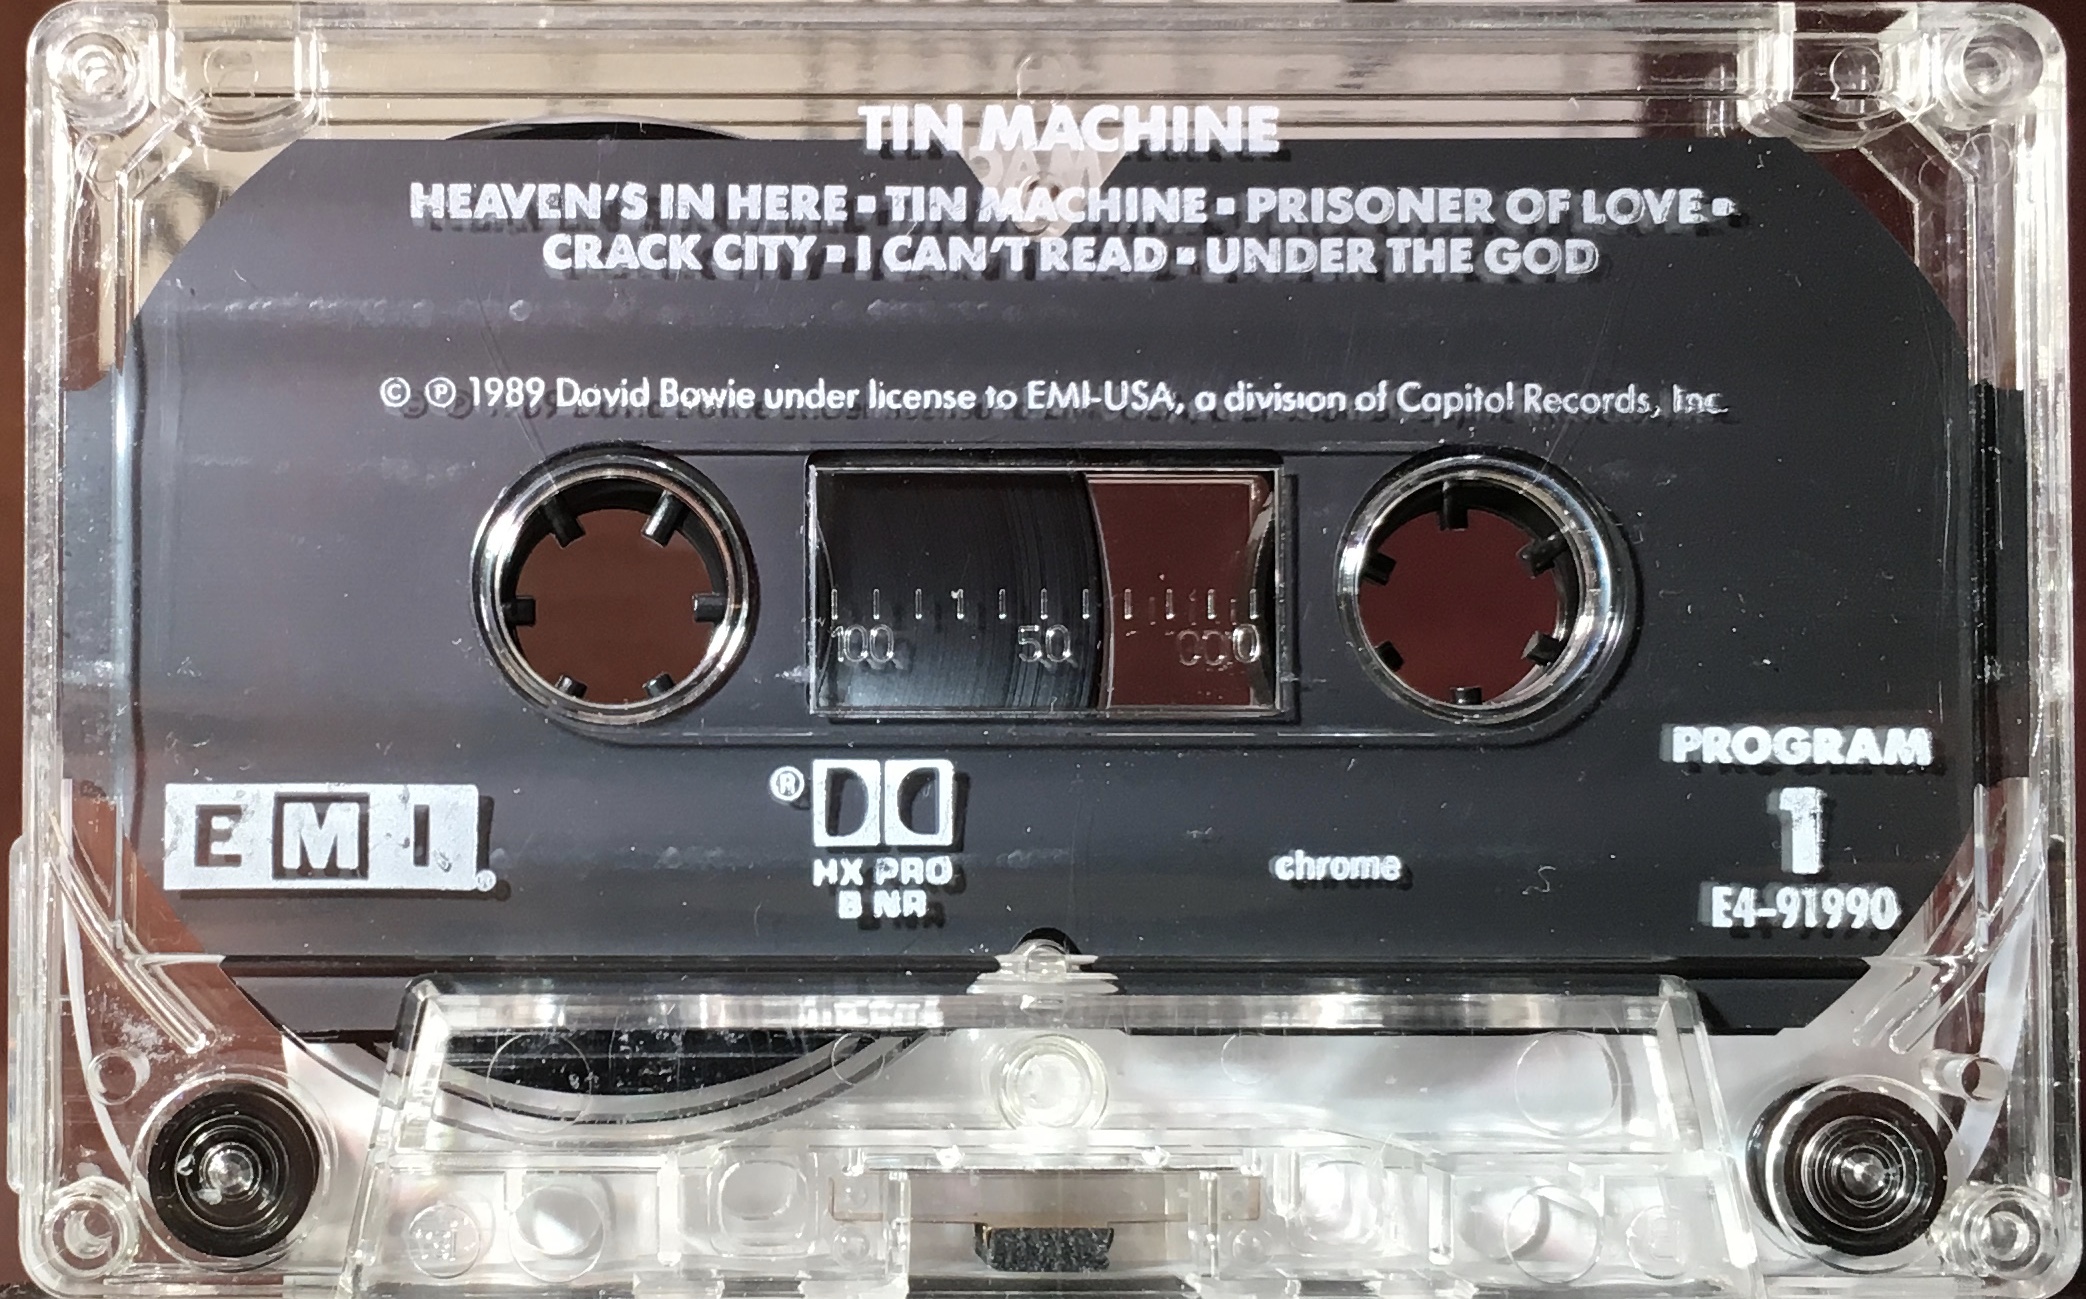 TIN MACHINE
HEAVEN'S IN HERE ▪ TIN MACHINE ▪ PRISONER OF LOVE ▪
CRACK CITY ▪ I CAN'T READ ▪ UNDER THE GOD
© ℗ 1989 David Bowie under license to EMI-USA, a division of Capitol Records, Inc.
100 50 0
PROGRAM
1
E4-91990
EMI®
®
HX PRO
B NR
chrome